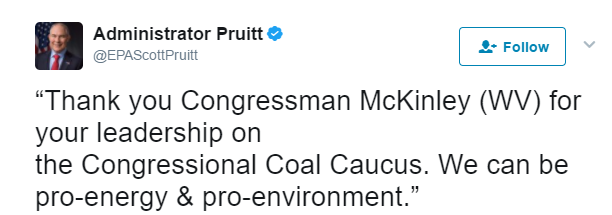 Administrator Pruitt
@EPAScottPruitt
Follow
“Thank you Congressman McKinley (WV) for
your leadership on
the Congressional Coal Caucus. We can be
pro-energy & pro-environment.”